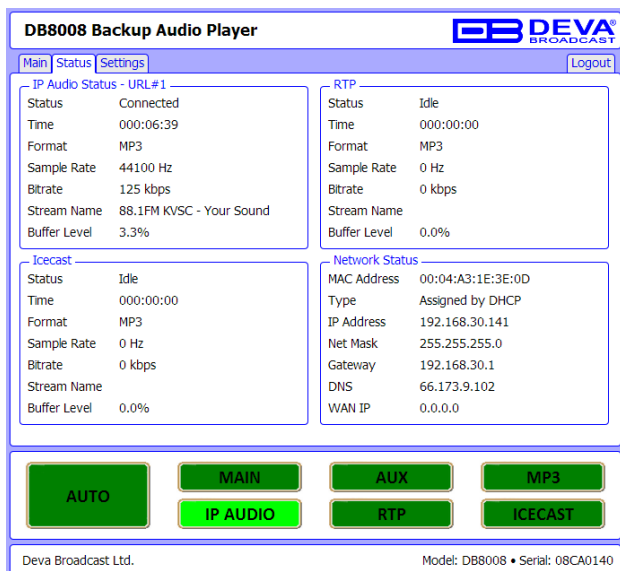 DB8008 Backup Audio Player
DEVA
BROADCAST
Main Status Settings Logout
IP Audio Status - URL#1
Status Connected
Time 000:06:39
Format MP3
Sample Rate 44100 Hz
Bitrate 125 kbps
Stream Name 88.1FM KVSC - Your Sound
Buffer Level 3.3%
RTP
Status Idle
Time 000:00:00
Format MP3
Sample Rate 0 Hz
Bitrate 0 kbps
Stream Name
Buffer Level 0.0%
Icecast
Status Idle
Time 000:00:00
Format MP3
Sample Rate 0 Hz
Bitrate 0 kbps
Stream Name
Buffer Level 0.0%
Network Status
MAC Address 00:04:A3:1E:3E:0D
Type Assigned by DHCP
IP Address 192.168.30.141
Net Mask 255.255.255.0
Gateway 192.168.30.1
DNS 66.173.9.102
WAN IP 0.0.0.0
AUTO
MAIN AUX MP3
IP AUDIO RTP ICECAST
Deva Broadcast Ltd. Model: DB8008 • Serial: 08CA0140